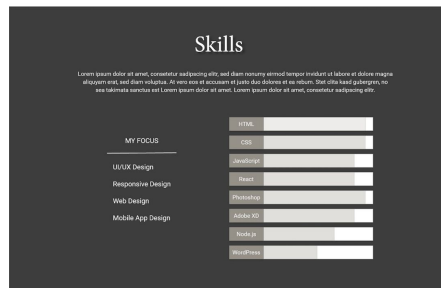 Skills
Lorem ipsum dolor sit amet, consetetur sadipscing elitr, sed diam nonumy eirmod tempor invidunt ut labore et dolore magna
aliquyam erat, sed diam voluptua. At vero eos et accusam et justo duo dolores et ea rebum. Stet clita kasd gubergren, no
sea takimata sanctus est Lorem ipsum dolor sit amet. Lorem ipsum dolor sit amet, consetetur sadipscing elitr.
MY FOCUS
UI/UX Design
Responsive Design
Web Design
Mobile App Design
HTML
CSS
JavaScript
React
Photoshop
Adobe XD
Node.js
WordPress